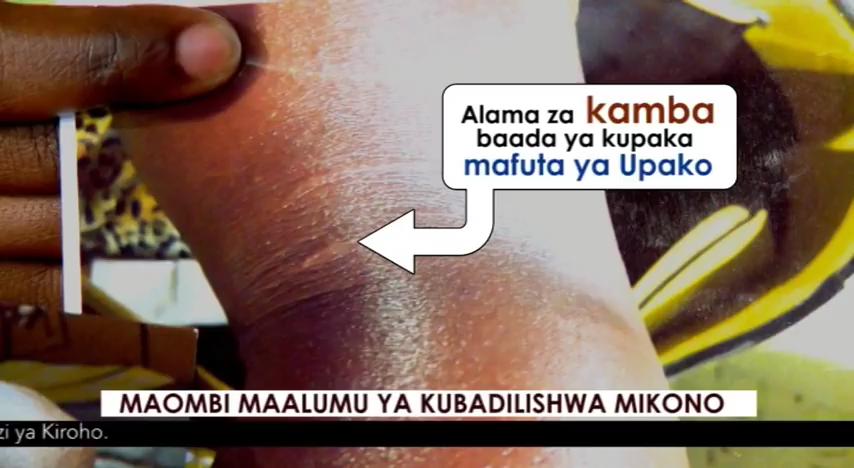 Alama za kamba
baada ya kupaka
mafuta ya Upako
MAOMBI MAALUMU YA KUBADILISHWA MIKONO
ya Kiroho.